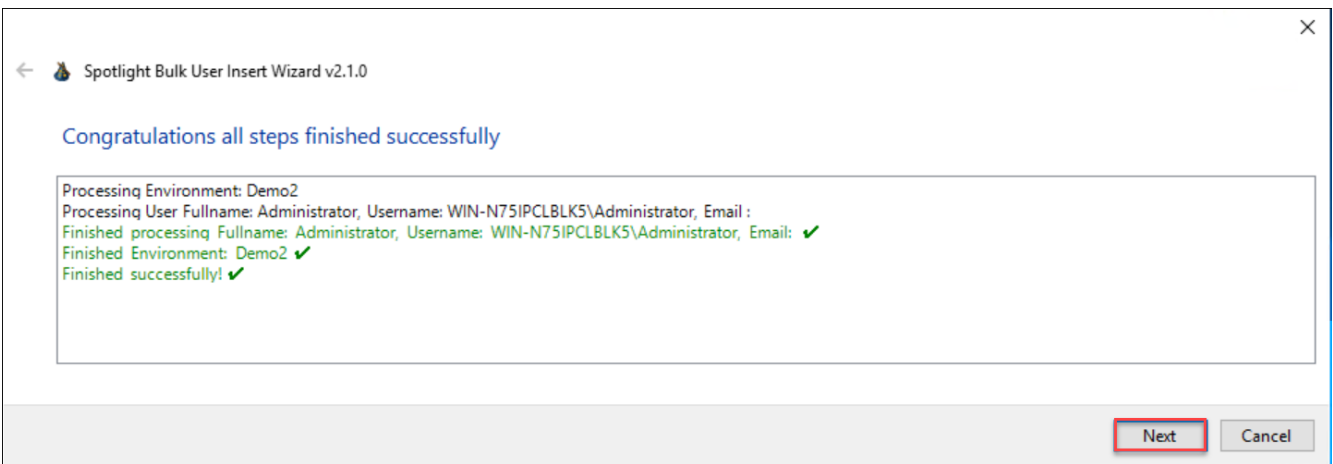 Spotlight Bulk User Insert Wizard v2.1.0
Congratulations all steps finished successfully
Processing Environment: Demo2
Processing User Fullname: Administrator, Username: WIN-N75IPCLBLK5\Administrator, Email :
Finished processing Fullname: Administrator, Username: WIN-N75IPCLBLK5\Administrator, Email: ✔
Finished Environment: Demo2 ✔
Finished successfully! ✔
Next Cancel